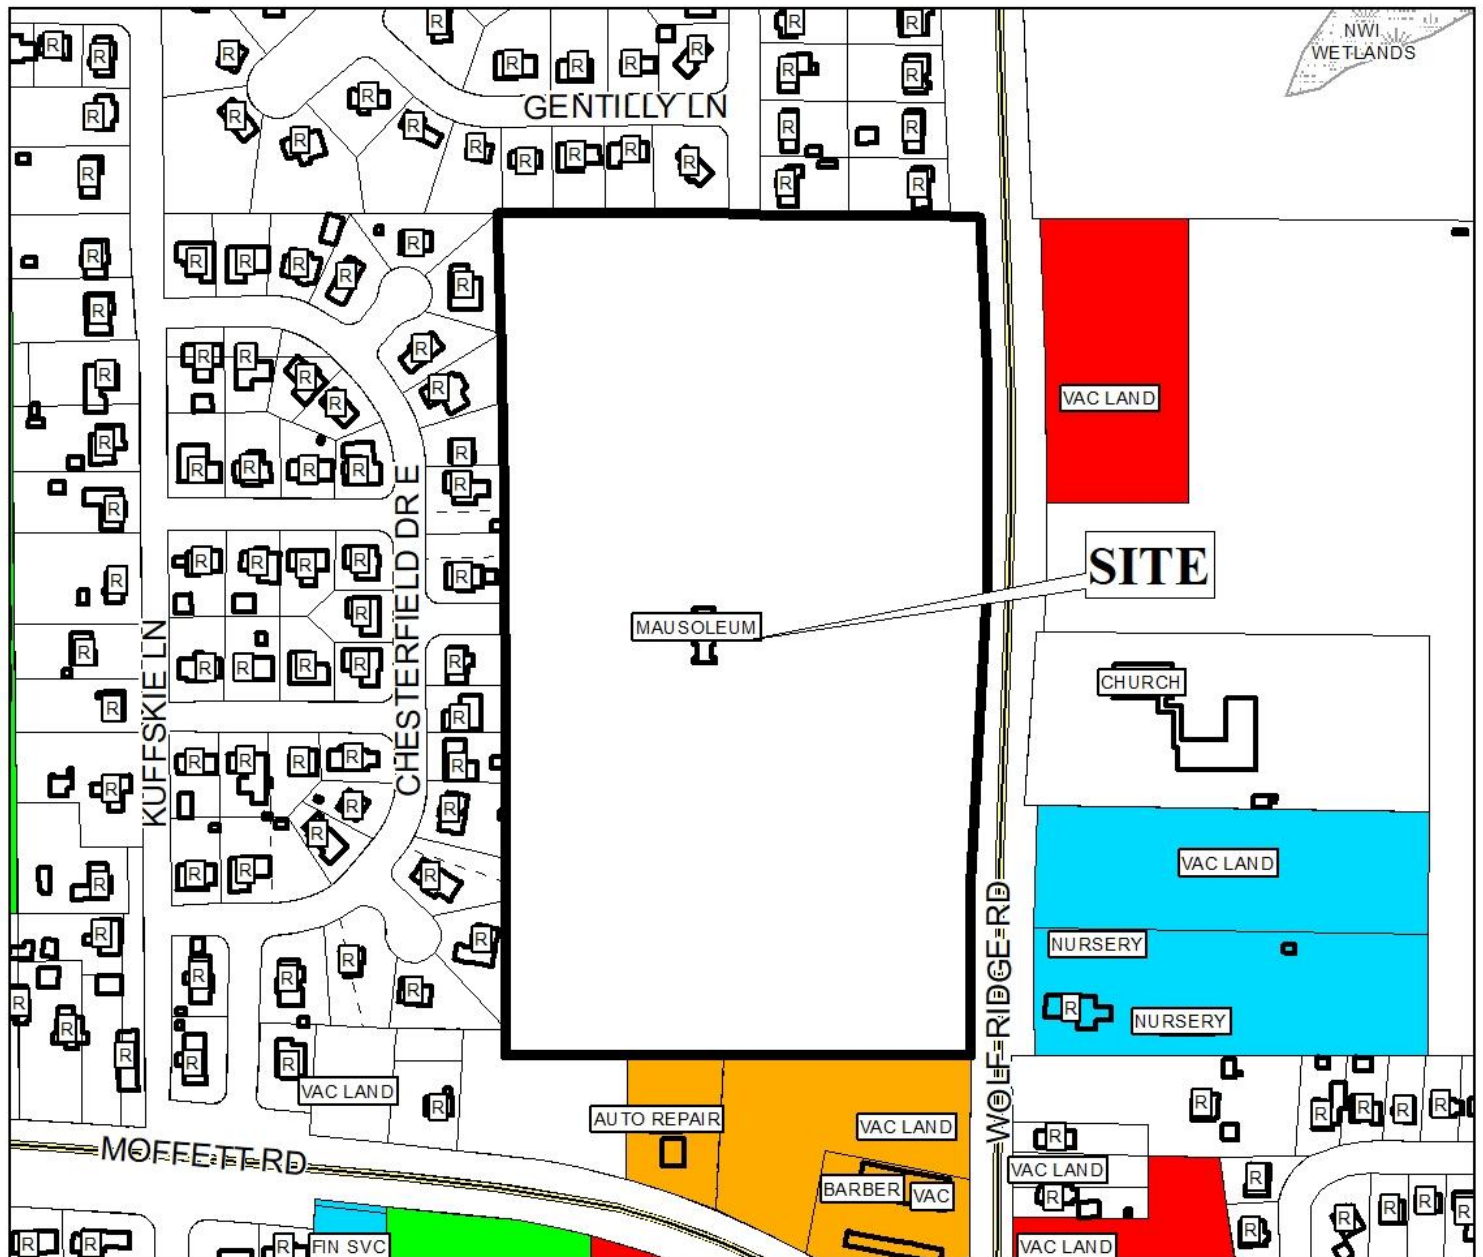 NWI
WETLANDS
R R R R R R R R R R
GENTILLY LN
R R R R R R R R R
R R R R R R R R R R
R R R R R R R
R R R R R R
R R R R R R
VAC LAND
R R R R R R
R R R
CHESTERFIELD DR E
R R R R R R
SITE
MAUSOLEUM
R R R R R R
KUFFSKIE LN
CHURCH
R R
R R R R R R
R R R
R R R R
VAC LAND
WOLF RIDGE RD
R R R R
NURSERY
R R R R R
NURSERY
R R R R
VAC LAND
R
AUTO REPAIR
VAC LAND
R R R R R
R
MOFFETT RD
VAC LAND
BARBER
VAC
R R R R R
R R R
FIN SVC
VAC LAND
R